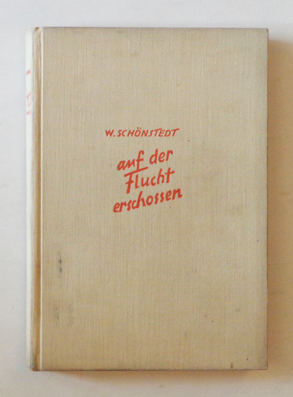 W. SCHÖNSTEDT
auf der
Flucht
erschossen